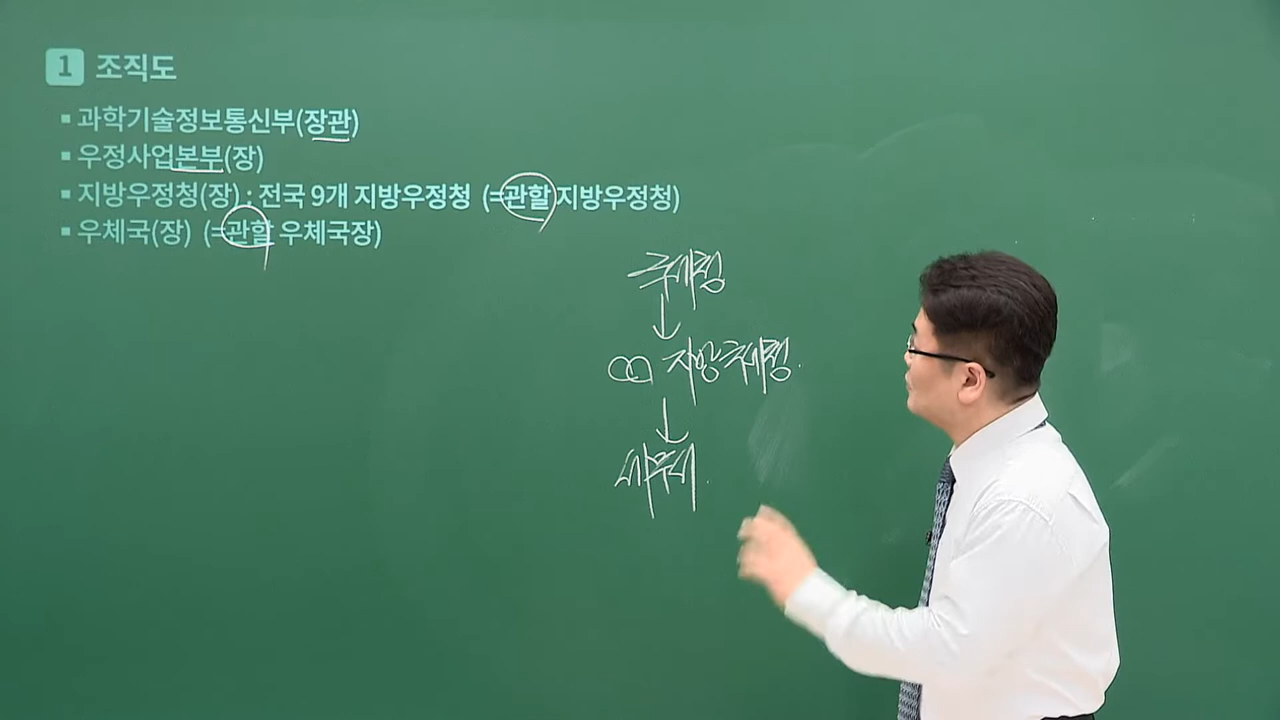 1 조직도
▪ 과학기술정보통신부(장관)
▪ 우정사업본부(장)
▪ 지방우정청(장) : 전국 9개 지방우정청 (=관할 지방우정청)
▪ 우체국(장) (=관할 우체국장)
국세청
지방국세청.
세무서.